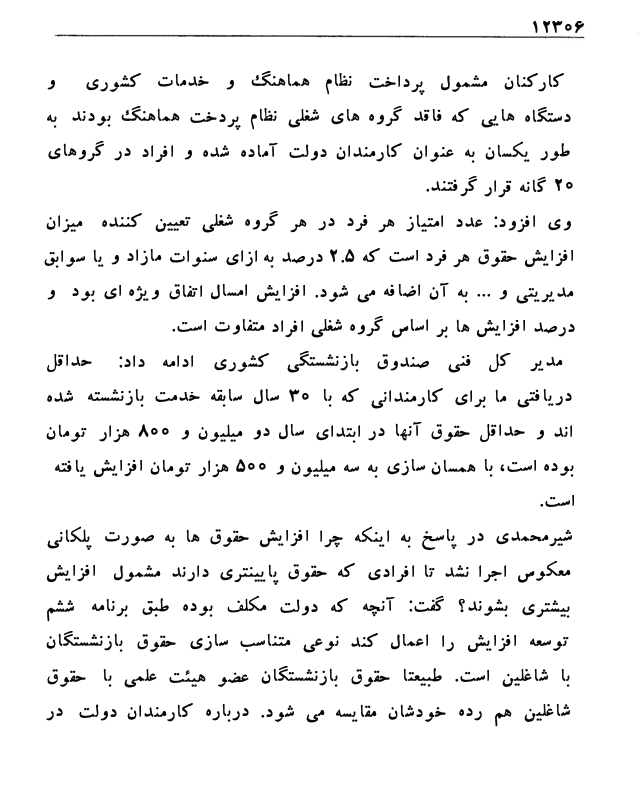 ۱۲۳۰۶
کارکنان مشمول پرداخت نظام هماهنگ و خدمات کشوری و
دستگاه هایی که فاقد گروه های شغلی نظام پردخت هماهنگ بودند به
طور یکسان به عنوان کارمندان دولت آماده شده و افراد در گروهای
۲۰ گانه قرار گرفتند.
وی افزود: عدد امتیاز هر فرد در هر گروه شغلی تعیین کننده میزان
افزایش حقوق هر فرد است که ۲.۵ درصد به ازای سنوات مازاد و یا سوابق
مدیریتی و ... به آن اضافه می شود. افزایش امسال اتفاق ویژه ای بود و
درصد افزایش ها بر اساس گروه شغلی افراد متفاوت است.
مدیر کل فنی صندوق بازنشستگی کشوری ادامه داد: حداقل
دریافتی ما برای کارمندانی که با ۳۰ سال سابقه خدمت بازنشسته شده
اند و حداقل حقوق آنها در ابتدای سال دو میلیون و ۸۰۰ هزار تومان
بوده است، با همسان سازی به سه میلیون و ۵۰۰ هزار تومان افزایش یافته
است.
شیرمحمدی در پاسخ به اینکه چرا افزایش حقوق ها به صورت پلکانی
معکوس اجرا نشد تا افرادی که حقوق پایینتری دارند مشمول افزایش
بیشتری بشوند؟ گفت: آنچه که دولت مکلف بوده طبق برنامه ششم
توسعه افزایش را اعمال کند نوعی متناسب سازی حقوق بازنشستگان
با شاغلین است. طبیعتا حقوق بازنشستگان عضو هیئت علمی با حقوق
شاغلین هم رده خودشان مقایسه می شود. درباره کارمندان دولت در